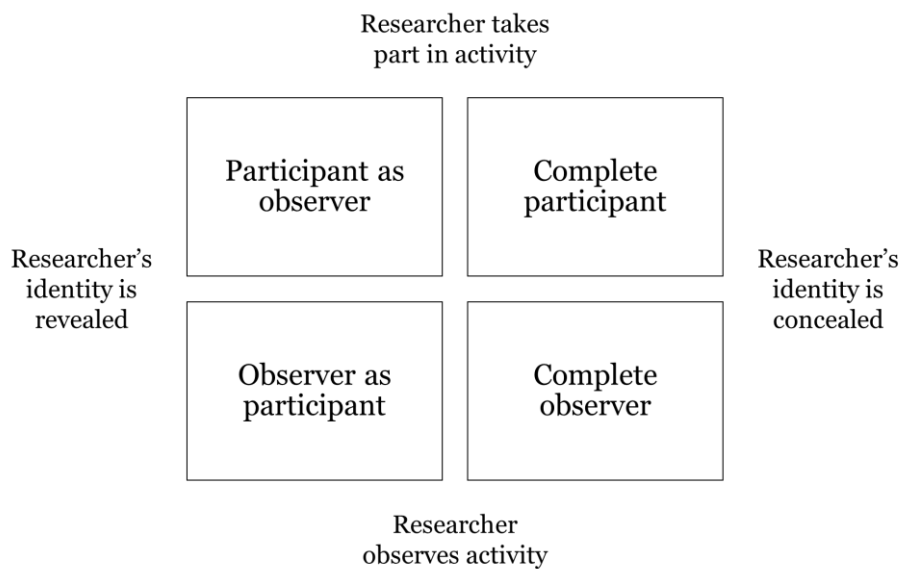 Researcher takes
part in activity
Participant as
observer
Complete
participant
Researcher’s
identity is
revealed
Researcher’s
identity is
concealed
Observer as
participant
Complete
observer
Researcher
observes activity